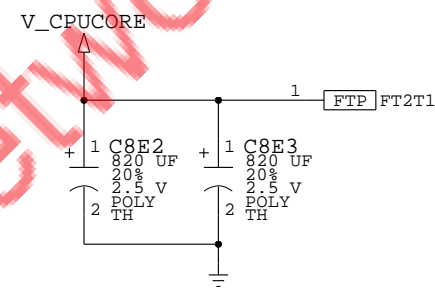 V_CPUCORE
1 FTP FT2T1
+ 1 C8E2
820 UF
20%
2.5 V
POLY
2 TH
+ 1 C8E3
820 UF
20%
2.5 V
POLY
2 TH
etwo